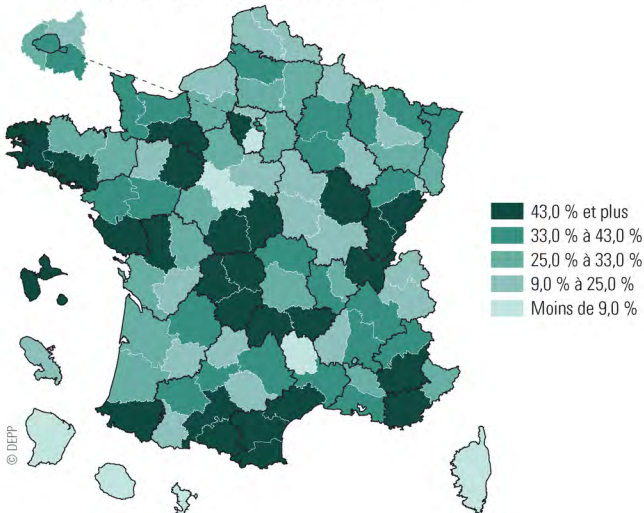 43,0 % et plus
33,0 % à 43,0 %
25,0 % à 33,0 %
9,0 % à 25,0 %
Moins de 9,0 %
© DEPP